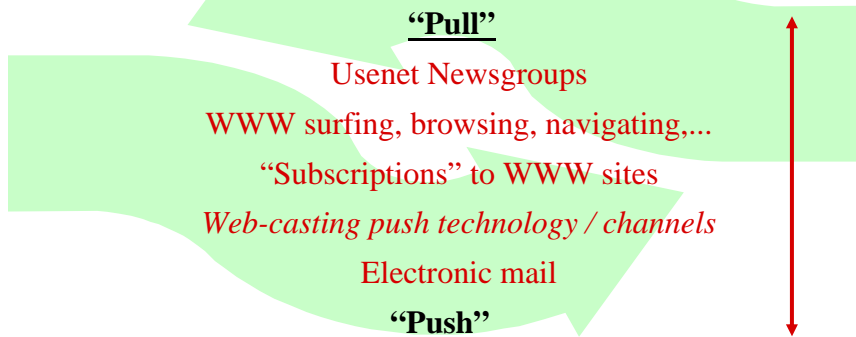 “Pull”
Usenet Newsgroups
WWW surfing, browsing, navigating,...
“Subscriptions” to WWW sites
Web-casting push technology / channels
Electronic mail
“Push”